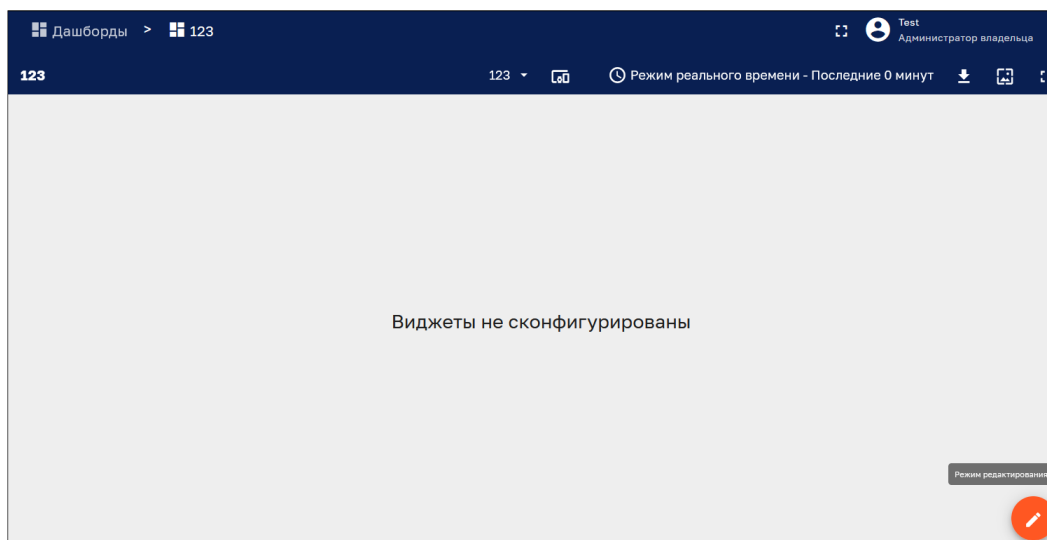 Дашборды > 123
Test
Администратор владельца
123
123
Режим реального времени - Последние 0 минут
Виджеты не сконфигурированы
Режим редактирования